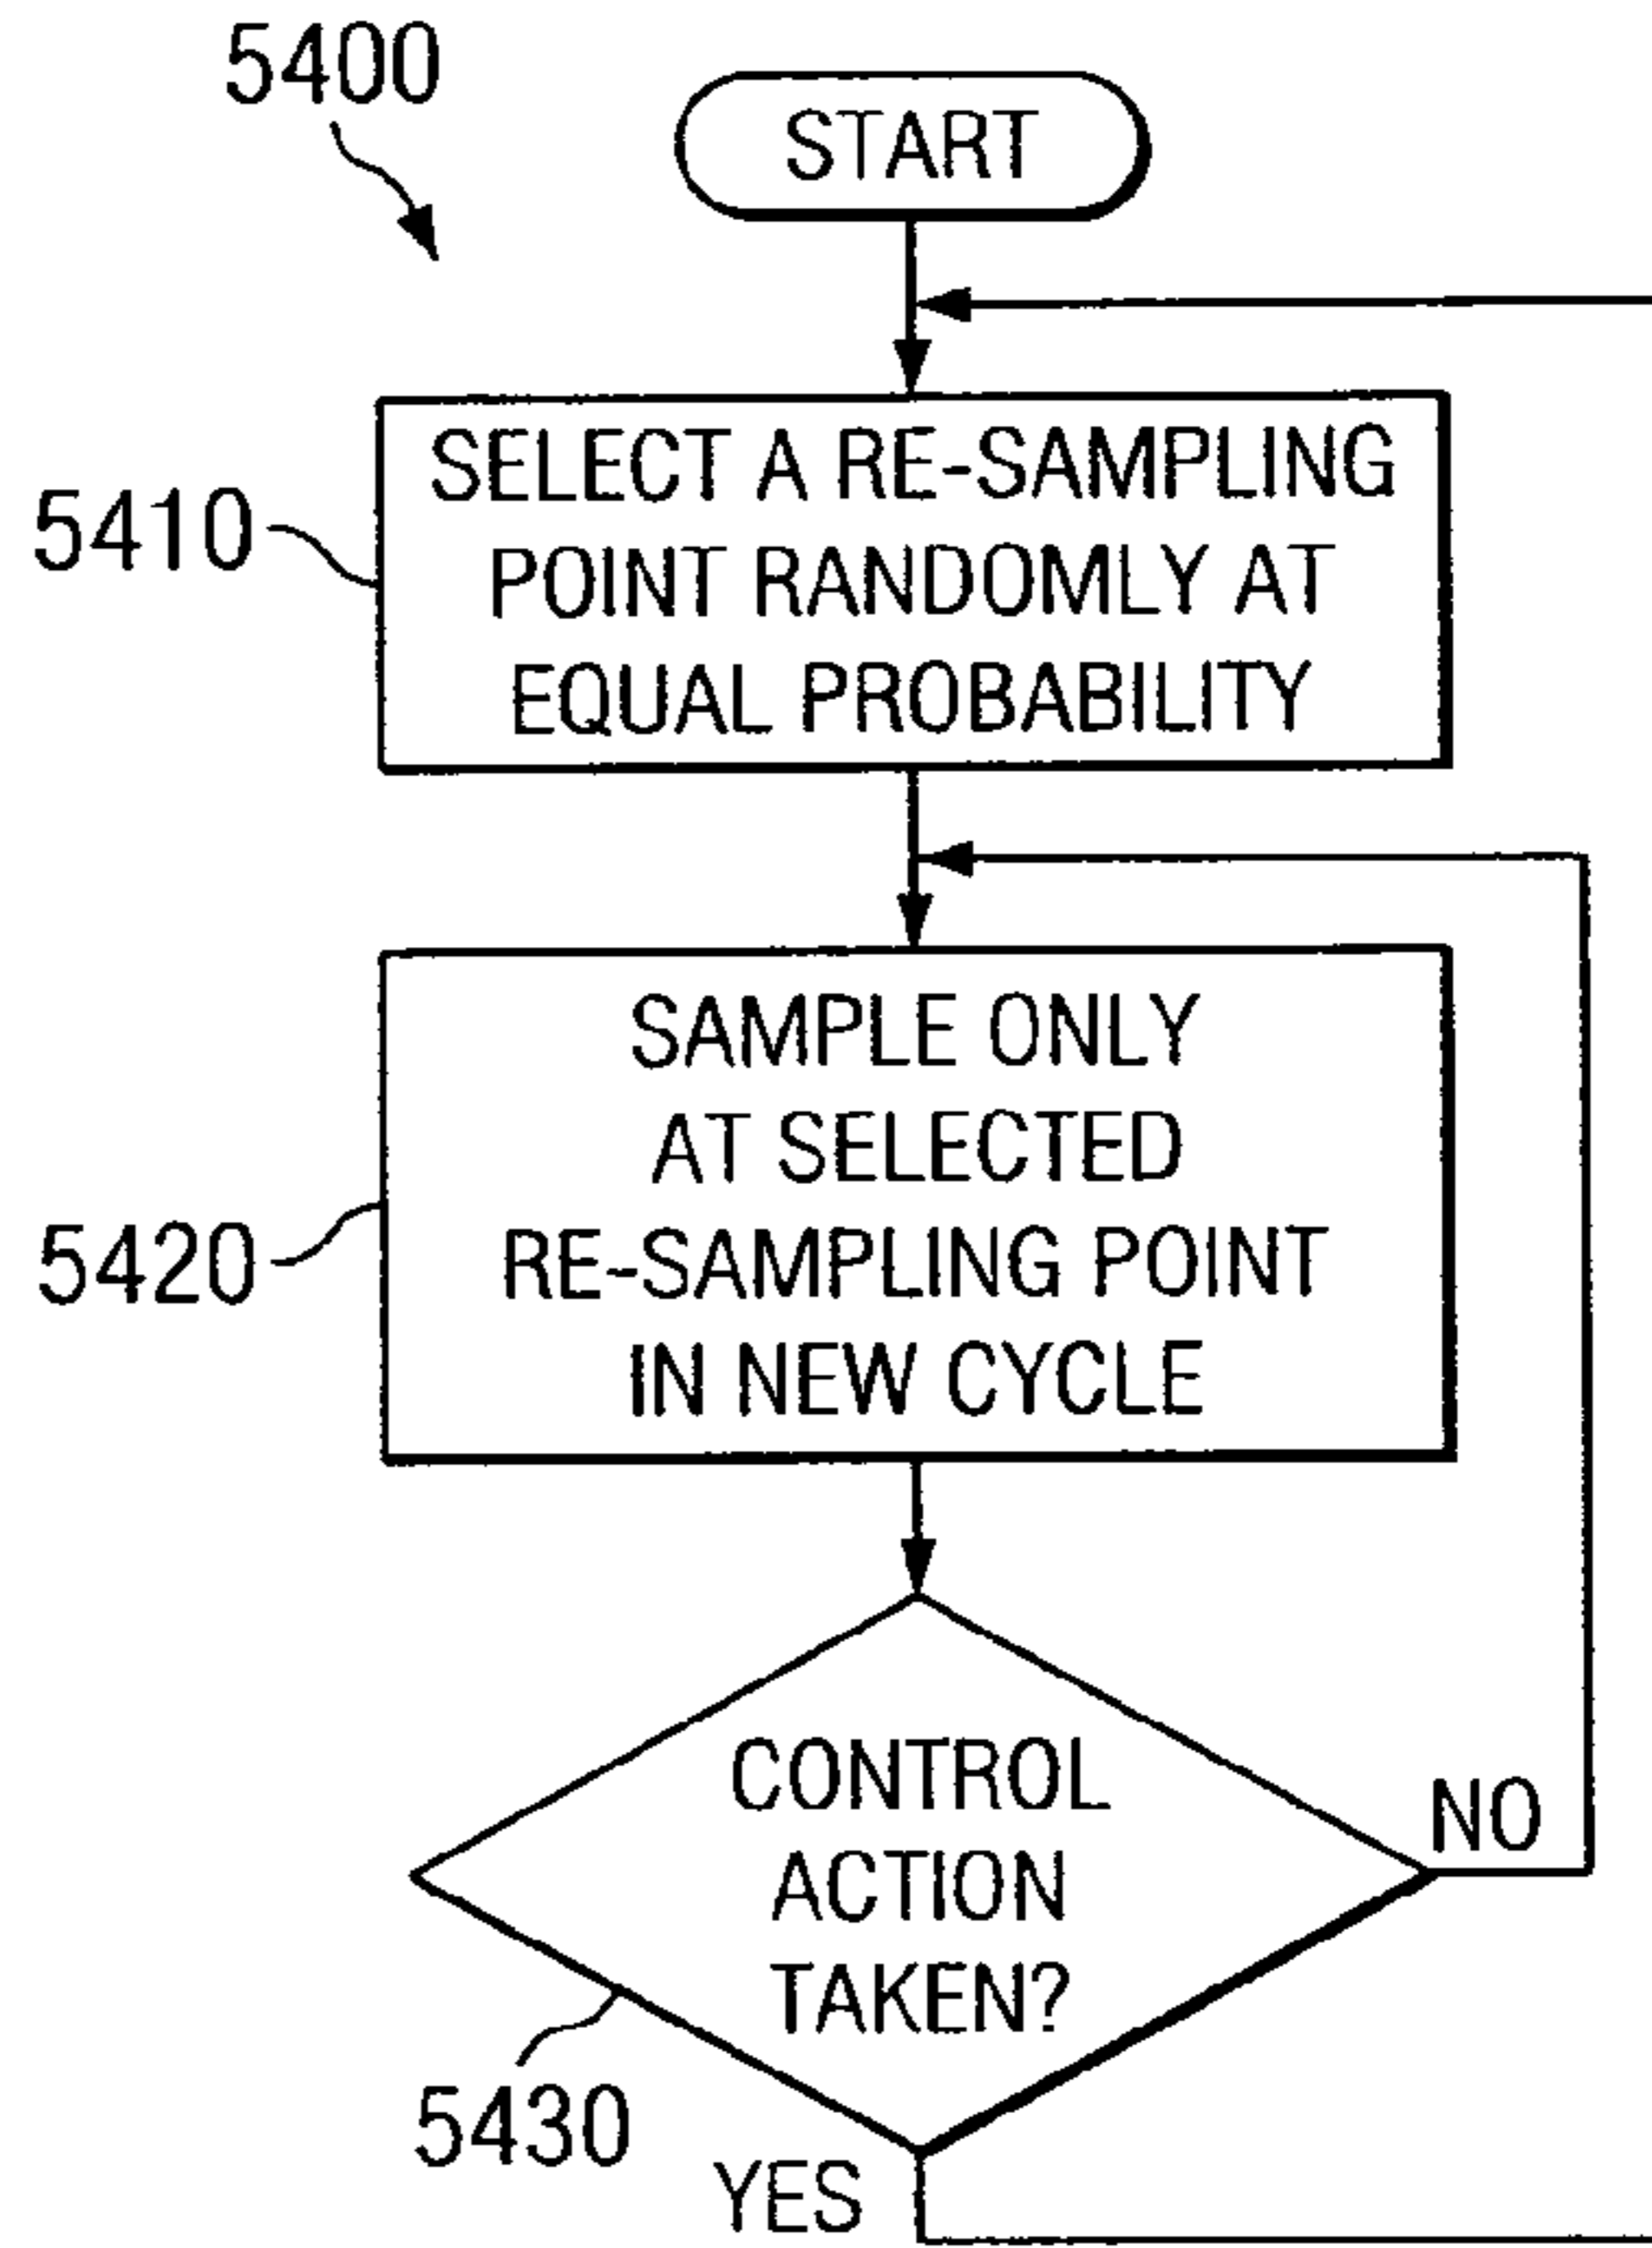 5400
START
5410
SELECT A RE-SAMPLING
POINT RANDOMLY AT
EQUAL PROBABILITY
5420
SAMPLE ONLY
AT SELECTED
RE-SAMPLING POINT
IN NEW CYCLE
CONTROL
ACTION
TAKEN?
NO
5430
YES